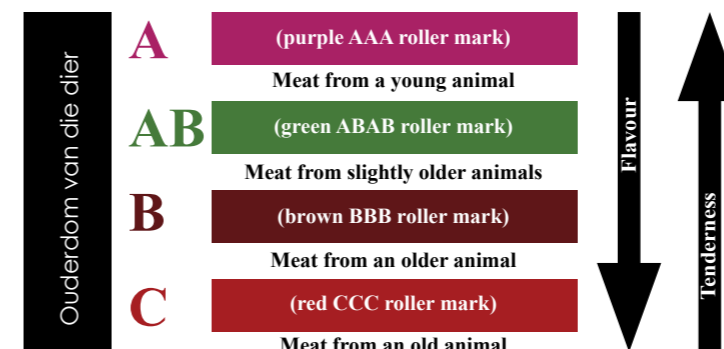 Ouderdom van die dier
A
(purple AAA roller mark)
Meat from a young animal
AB
(green ABAB roller mark)
Meat from slightly older animals
B
(brown BBB roller mark)
Meat from an older animal
C
(red CCC roller mark)
Meat from an old animal
Flavour
Tenderness